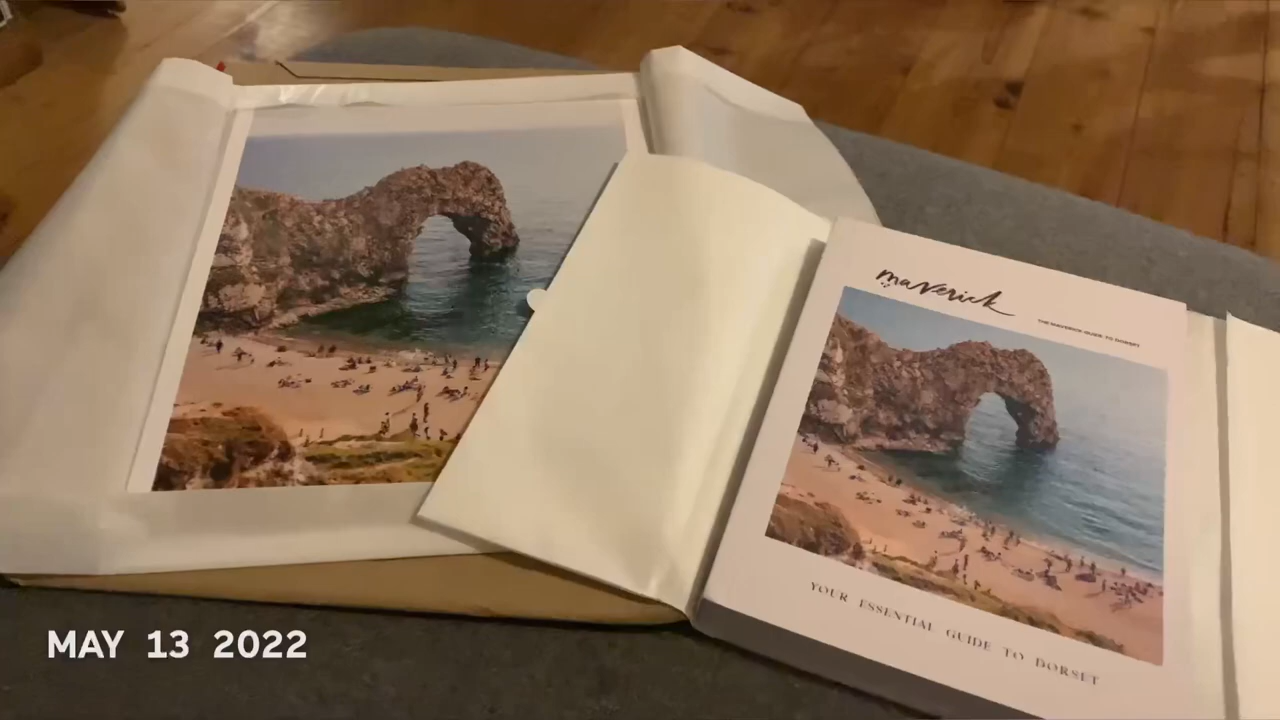 maverick
THE MAVERICK GUIDE TO DORSET
YOUR ESSENTIAL GUIDE TO DORSET
MAY 13 2022